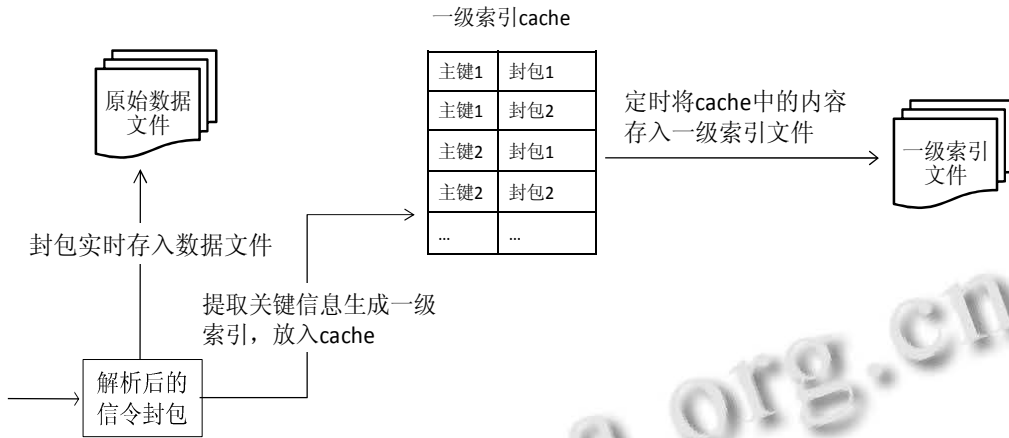 一级索引cache
原始数据
文件
主键1 封包1
主键1 封包2
主键2 封包1
主键2 封包2
... ...
定时将cache中的内容
存入一级索引文件
一级索引
文件
封包实时存入数据文件
提取关键信息生成一级
索引，放入cache
解析后的
信令封包
org.cn